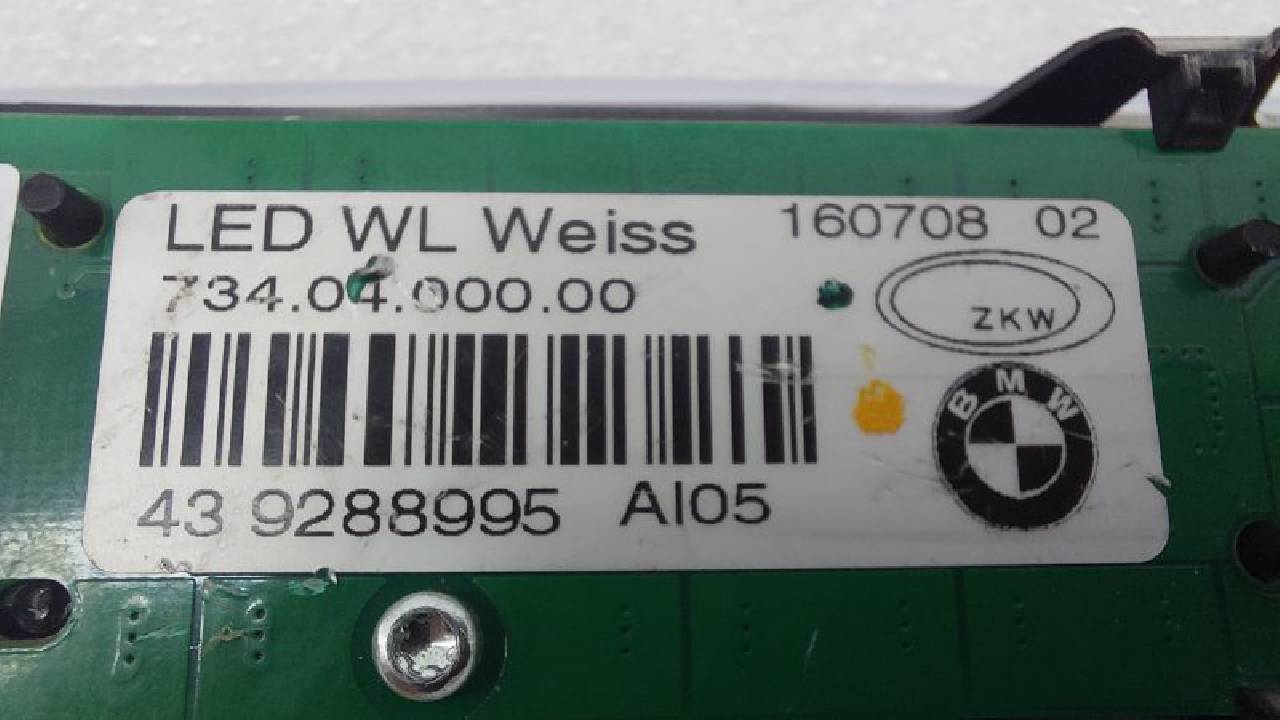 LED WL Weiss 160708 02
734.04.000.00
ZKW
BMW
43 9288995 AI05